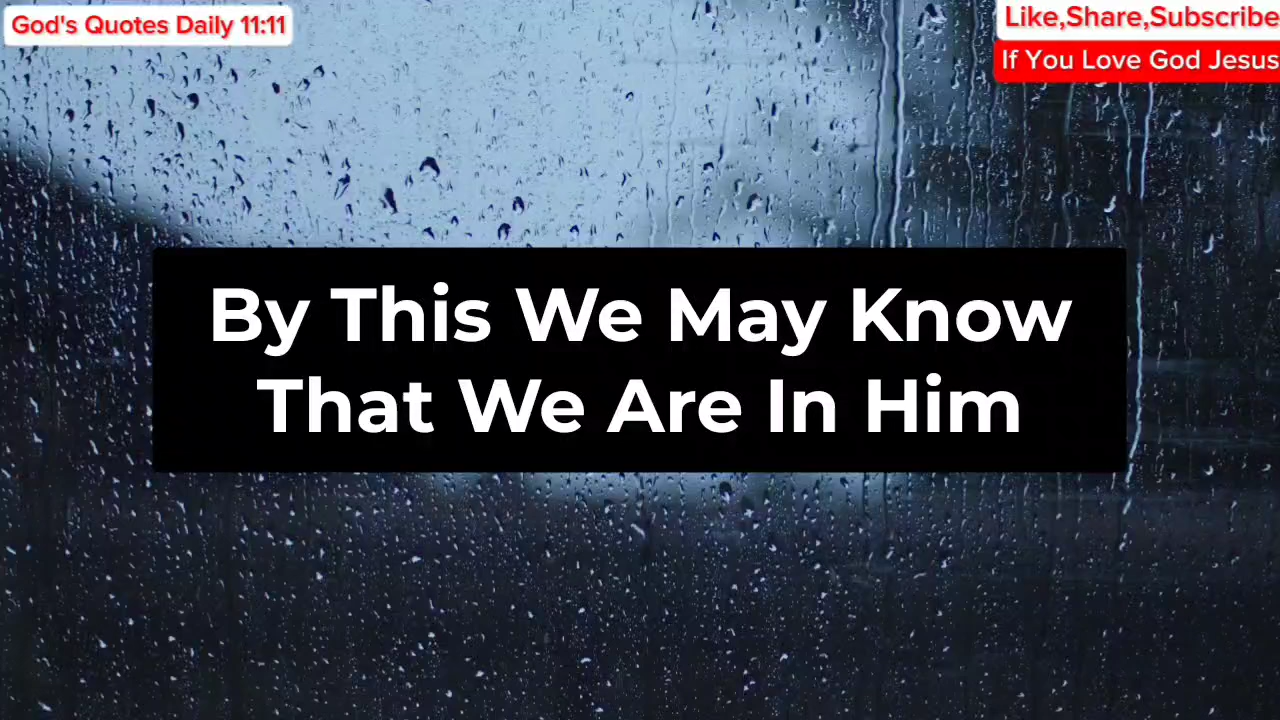 God's Quotes Daily 11:11
Like,Share,Subscribe
If You Love God Jesus
By This We May Know
That We Are In Him